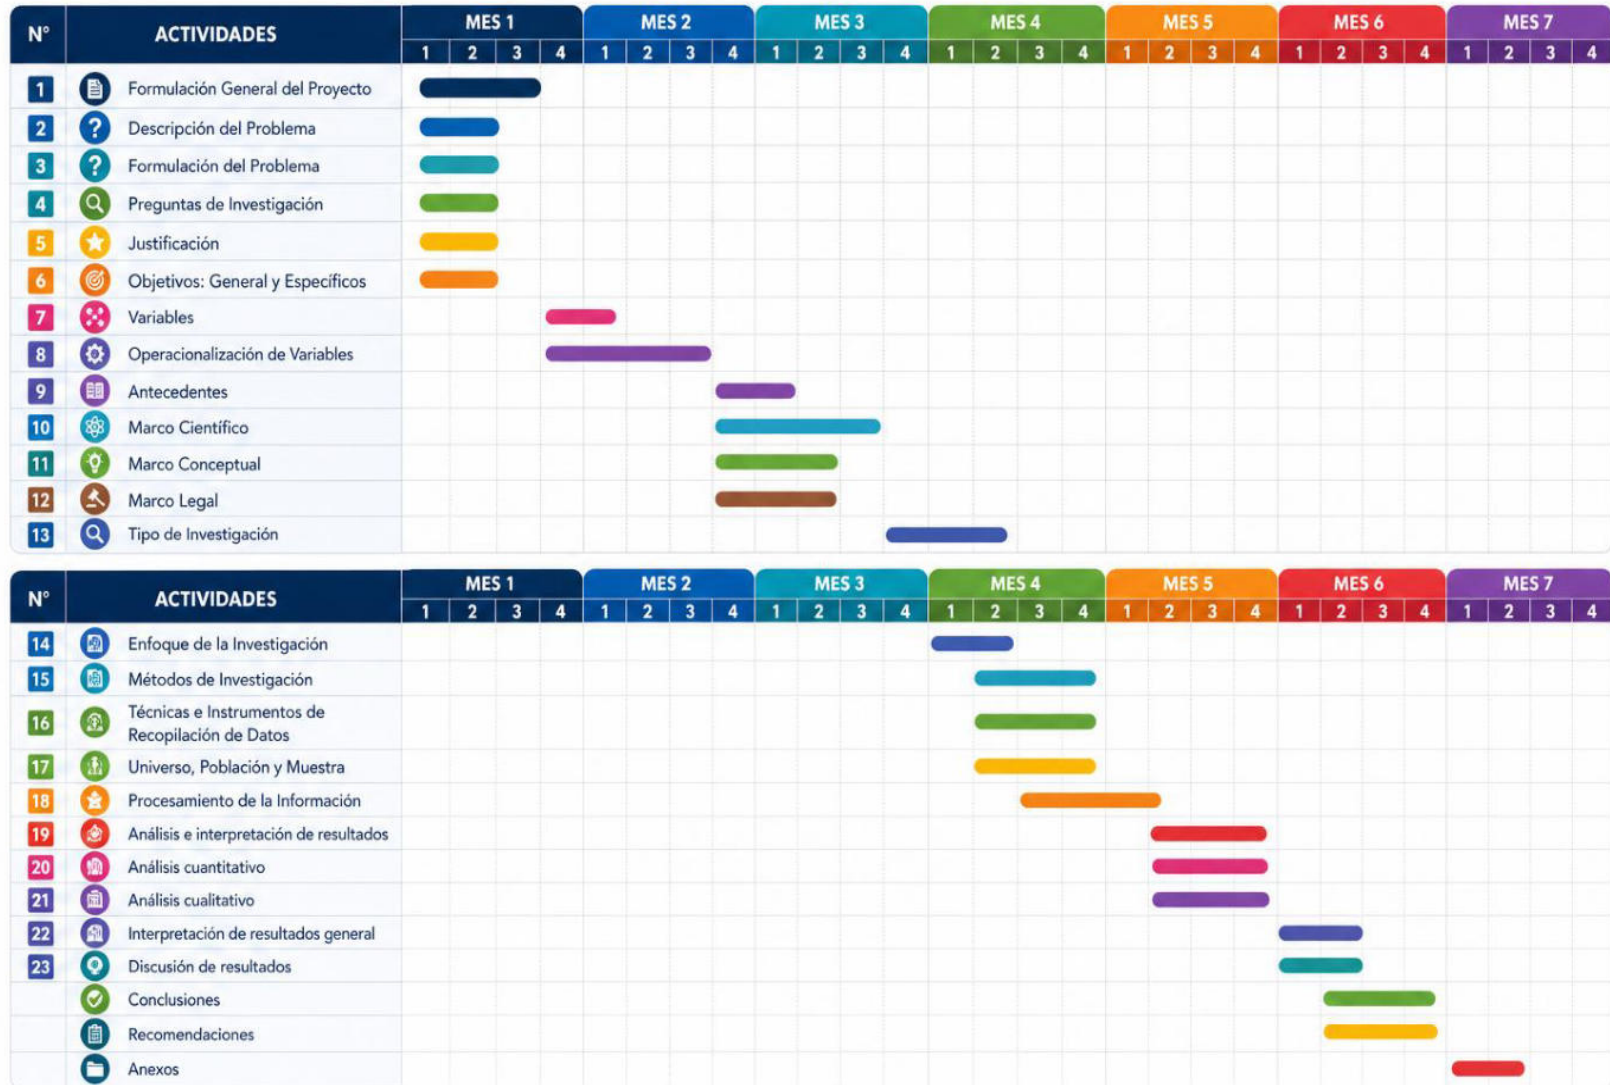 N° ACTIVIDADES MES 1 MES 2 MES 3 MES 4 MES 5 MES 6 MES 7
1 2 3 4 1 2 3 4 1 2 3 4 1 2 3 4 1 2 3 4 1 2 3 4 1 2 3 4
1 Formulación General del Proyecto
2 ? Descripción del Problema
3 ? Formulación del Problema
4 Preguntas de Investigación
5 Justificación
6 Objetivos: General y Específicos
7 Variables
8 Operacionalización de Variables
9 Antecedentes
10 Marco Científico
11 Marco Conceptual
12 Marco Legal
13 Tipo de Investigación
N° ACTIVIDADES MES 1 MES 2 MES 3 MES 4 MES 5 MES 6 MES 7
1 2 3 4 1 2 3 4 1 2 3 4 1 2 3 4 1 2 3 4 1 2 3 4 1 2 3 4
14 Enfoque de la Investigación
15 Métodos de Investigación
16 Técnicas e Instrumentos de
Recopilación de Datos
17 Universo, Población y Muestra
18 Procesamiento de la Información
19 Análisis e interpretación de resultados
20 Análisis cuantitativo
21 Análisis cualitativo
22 Interpretación de resultados general
23 Discusión de resultados
Conclusiones
Recomendaciones
Anexos